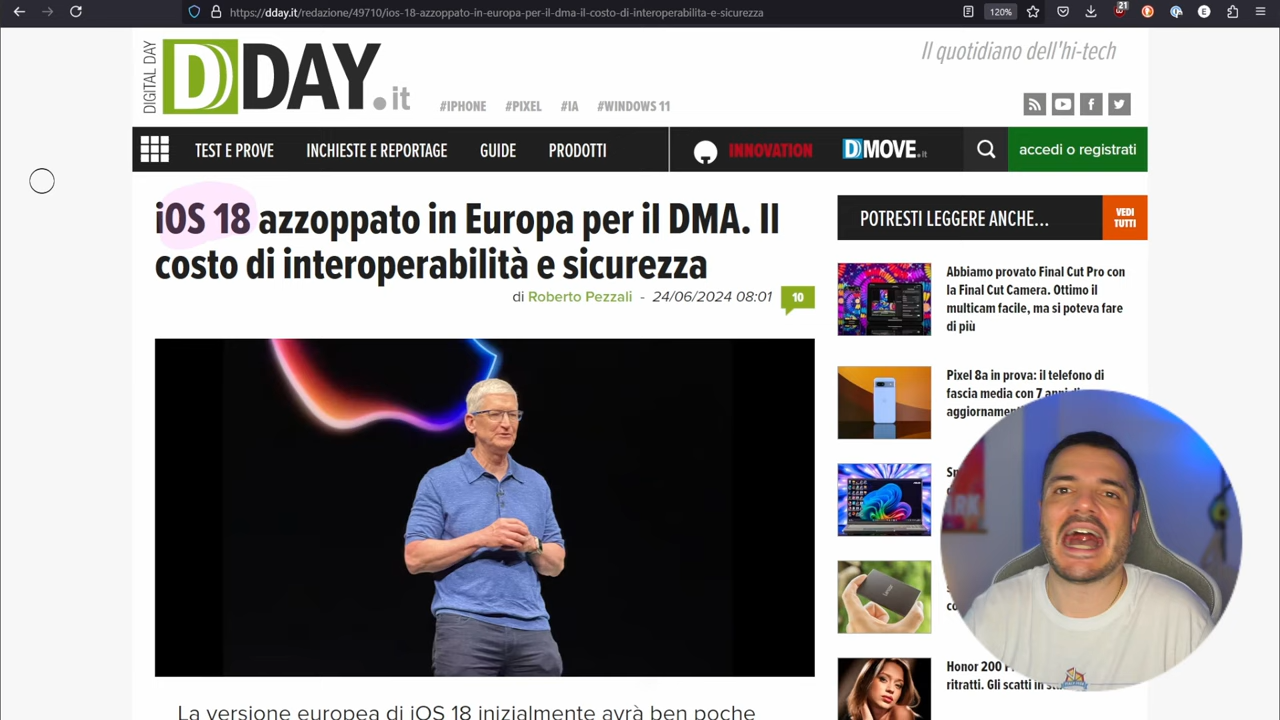 https://dday.it/redazione/49710/ios-18-azzoppato-in-europa-per-il-dma-il-costo-di-interoperabilita-e-sicurezza
120%
21
E
DIGITAL DAY
D DAY.it
#IPHONE #PIXEL #IA #WINDOWS 11
Il quotidiano dell'hi-tech
TEST E PROVE INCHIESTE E REPORTAGE GUIDE PRODOTTI
INNOVATION
DMOVE.it
accedi o registrati
iOS 18 azzoppato in Europa per il DMA. Il
costo di interoperabilità e sicurezza
di Roberto Pezzali - 24/06/2024 08:01 10
La versione europea di iOS 18 inizialmente avrà ben poche
POTRESTI LEGGERE ANCHE...
VEDI
TUTTI
Abbiamo provato Final Cut Pro con
la Final Cut Camera. Ottimo il
multicam facile, ma si poteva fare
di più
Pixel 8a in prova: il telefono di
fascia media con 7 anni di
Honor 200
ritratti. Gli scatti in